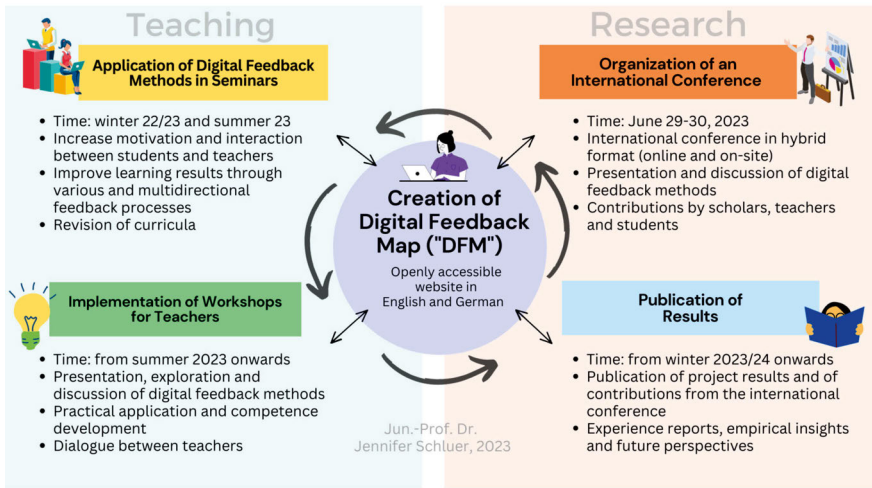 Teaching
Application of Digital Feedback
Methods in Seminars
• Time: winter 22/23 and summer 23
• Increase motivation and interaction
between students and teachers
• Improve learning results through
various and multidirectional
feedback processes
• Revision of curricula
Implementation of Workshops
for Teachers
• Time: from summer 2023 onwards
• Presentation, exploration and
discussion of digital feedback methods
• Practical application and competence
development
• Dialogue between teachers
Creation of
Digital Feedback
Map ("DFM")
Openly accessible
website in
English and German
Jun.-Prof. Dr.
Jennifer Schluer, 2023
Research
Organization of an
International Conference
• Time: June 29-30, 2023
• International conference in hybrid
format (online and on-site)
• Presentation and discussion of digital
feedback methods
• Contributions by scholars, teachers
and students
Publication of
Results
• Time: from winter 2023/24 onwards
• Publication of project results and of
contributions from the international
conference
• Experience reports, empirical insights
and future perspectives